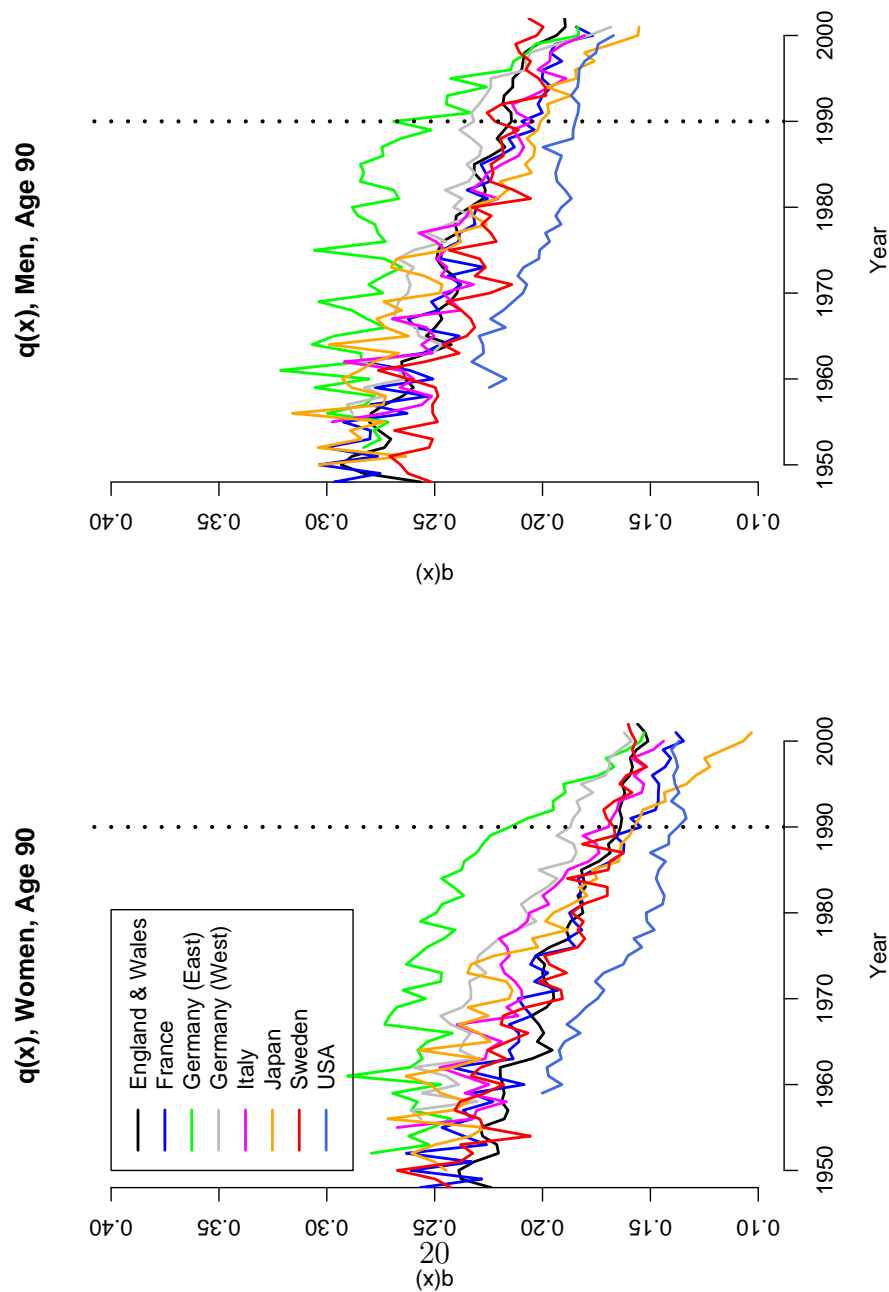 q(x), Women, Age 90
0.40
0.35
0.30
0.25
0.20
0.15
0.10
q(x)
England & Wales
France
Germany (East)
Germany (West)
Italy
Japan
Sweden
USA
1950
1960
1970
1980
1990
2000
Year
q(x), Men, Age 90
0.40
0.35
0.30
0.25
0.20
0.15
0.10
q(x)
1950
1960
1970
1980
1990
2000
Year
20